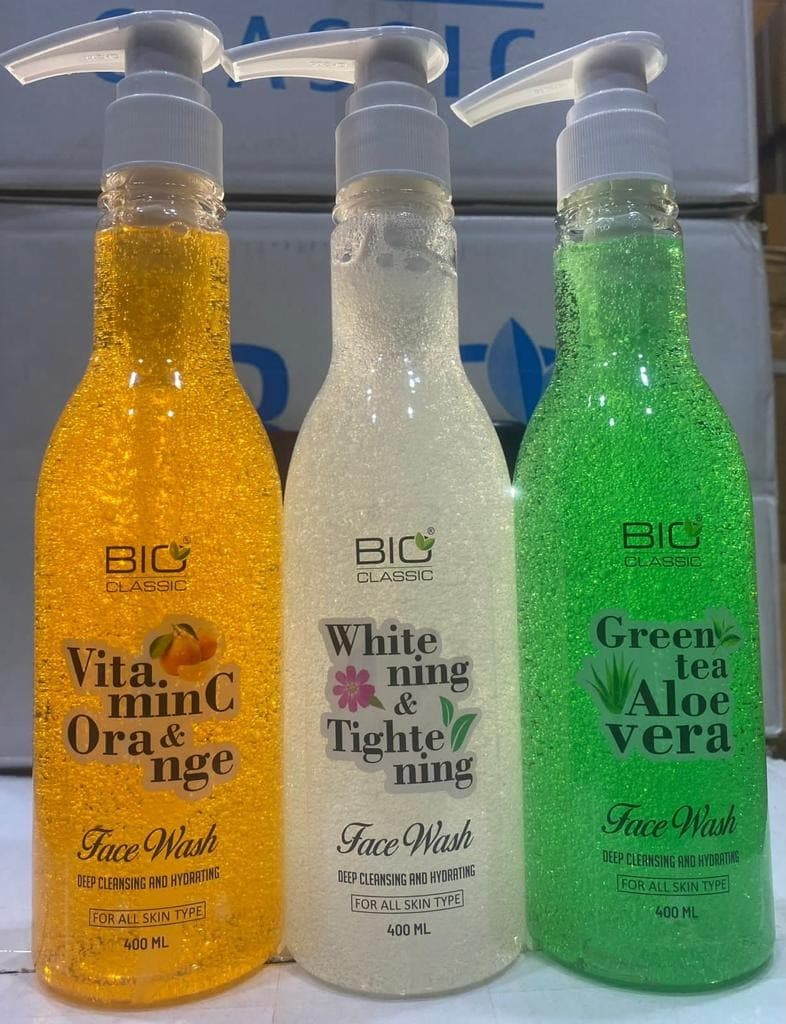 CLASSIC
BIO®
CLASSIC
Vita
minC
Ora &
nge
Face Wash
DEEP CLEANSING AND HYDRATING
FOR ALL SKIN TYPE
400 ML
BIO®
CLASSIC
White
ning
&
Tighte
ning
Face Wash
DEEP CLEANSING AND HYDRATING
FOR ALL SKIN TYPE
400 ML
BIO
CLASSIC
Green
tea
Aloe
vera
Face Wash
DEEP CLEANSING AND HYDRATING
FOR ALL SKIN TYPE
400 ML